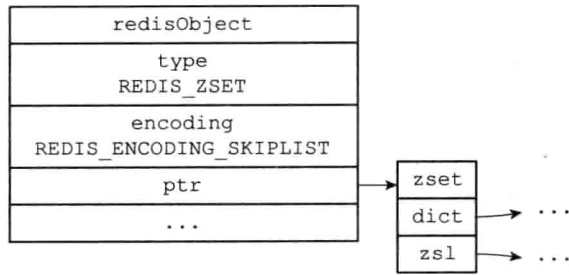 redisObject
type
REDIS_ZSET
encoding
REDIS_ENCODING_SKIPLIST
ptr
...
zset
dict
...
zsl
...